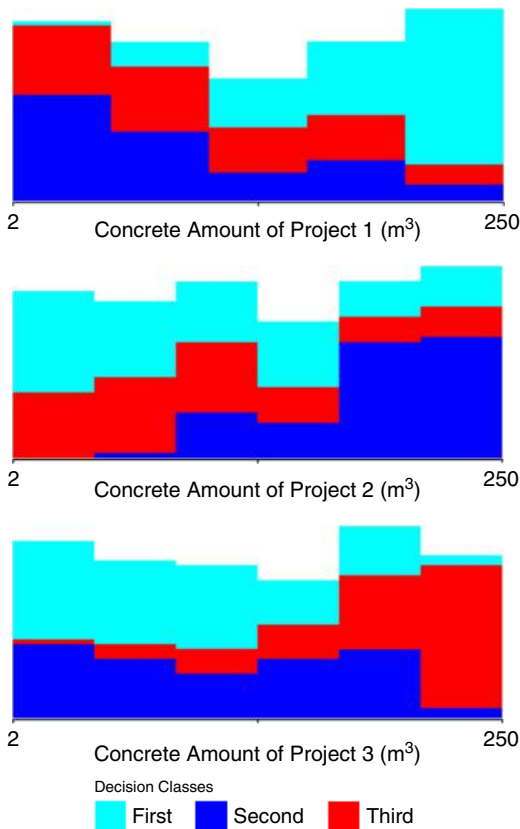 2 250
Concrete Amount of Project 1 (m³)
2 250
Concrete Amount of Project 2 (m³)
2 250
Concrete Amount of Project 3 (m³)
Decision Classes
First Second Third